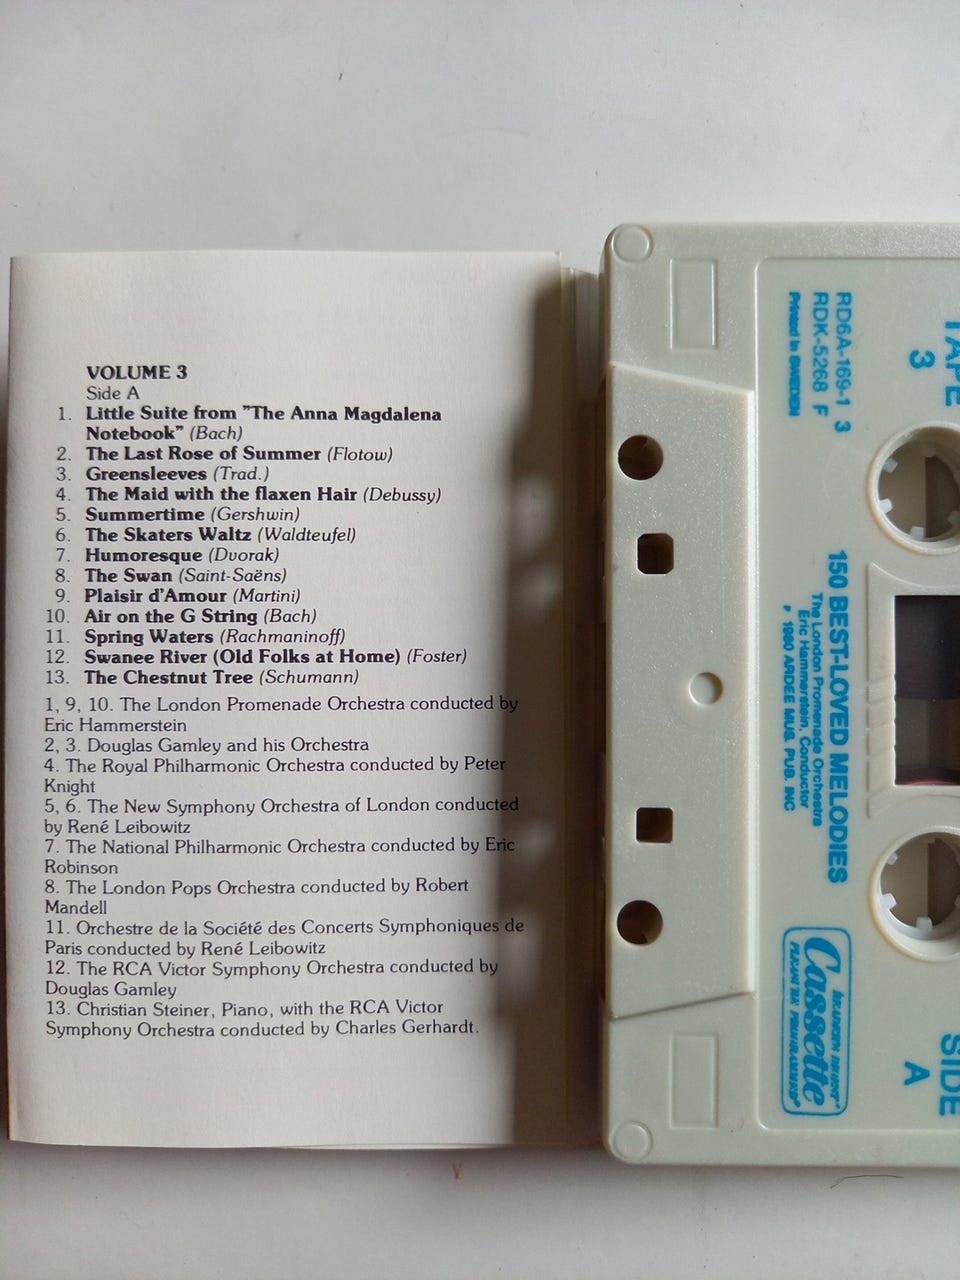 VOLUME 3
Side A
1. Little Suite from "The Anna Magdalena
Notebook" (Bach)
2. The Last Rose of Summer (Flotow)
3. Greensleeves (Trad.)
4. The Maid with the flaxen Hair (Debussy)
5. Summertime (Gershwin)
6. The Skaters Waltz (Waldteufel)
7. Humoresque (Dvorak)
8. The Swan (Saint-Saëns)
9. Plaisir d'Amour (Martini)
10. Air on the G String (Bach)
11. Spring Waters (Rachmaninoff)
12. Swanee River (Old Folks at Home) (Foster)
13. The Chestnut Tree (Schumann)
1, 9, 10. The London Promenade Orchestra conducted by
Eric Hammerstein
2, 3. Douglas Gamley and his Orchestra
4. The Royal Philharmonic Orchestra conducted by Peter
Knight
5, 6. The New Symphony Orchestra of London conducted
by René Leibowitz
7. The National Philharmonic Orchestra conducted by Eric
Robinson
8. The London Pops Orchestra conducted by Robert
Mandell
11. Orchestre de la Société des Concerts Symphoniques de
Paris conducted by René Leibowitz
12. The RCA Victor Symphony Orchestra conducted by
Douglas Gamley
13. Christian Steiner, Piano, with the RCA Victor
Symphony Orchestra conducted by Charles Gerhardt.
TAPE
3
RD6A-169-1 3
RDK-5268 F
Printed in SWEDEN
150 BEST-LOVED MELODIES
The London Promenade Orchestra
Eric Hammerstein, Conductor
℗ 1980 ARDEE MUS. PUB. INC
READER'S DIGEST
Cassette
SIDE
A